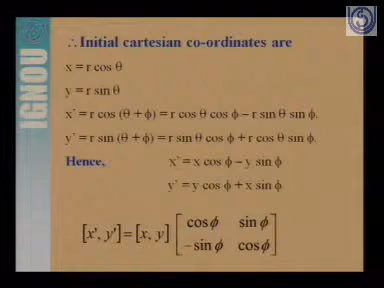 ∴ Initial cartesian co-ordinates are
x = r cos θ
y = r sin θ
x' = r cos (θ + ϕ) = r cos θ cos ϕ – r sin θ sin ϕ.
y' = r sin (θ + ϕ) = r sin θ cos ϕ + r cos θ sin ϕ.
Hence, x' = x cos ϕ – y sin ϕ
y' = y cos ϕ + x sin ϕ
[x', y'] = [x, y] [cos ϕ sin ϕ
–sin ϕ cos ϕ]
IGNOU